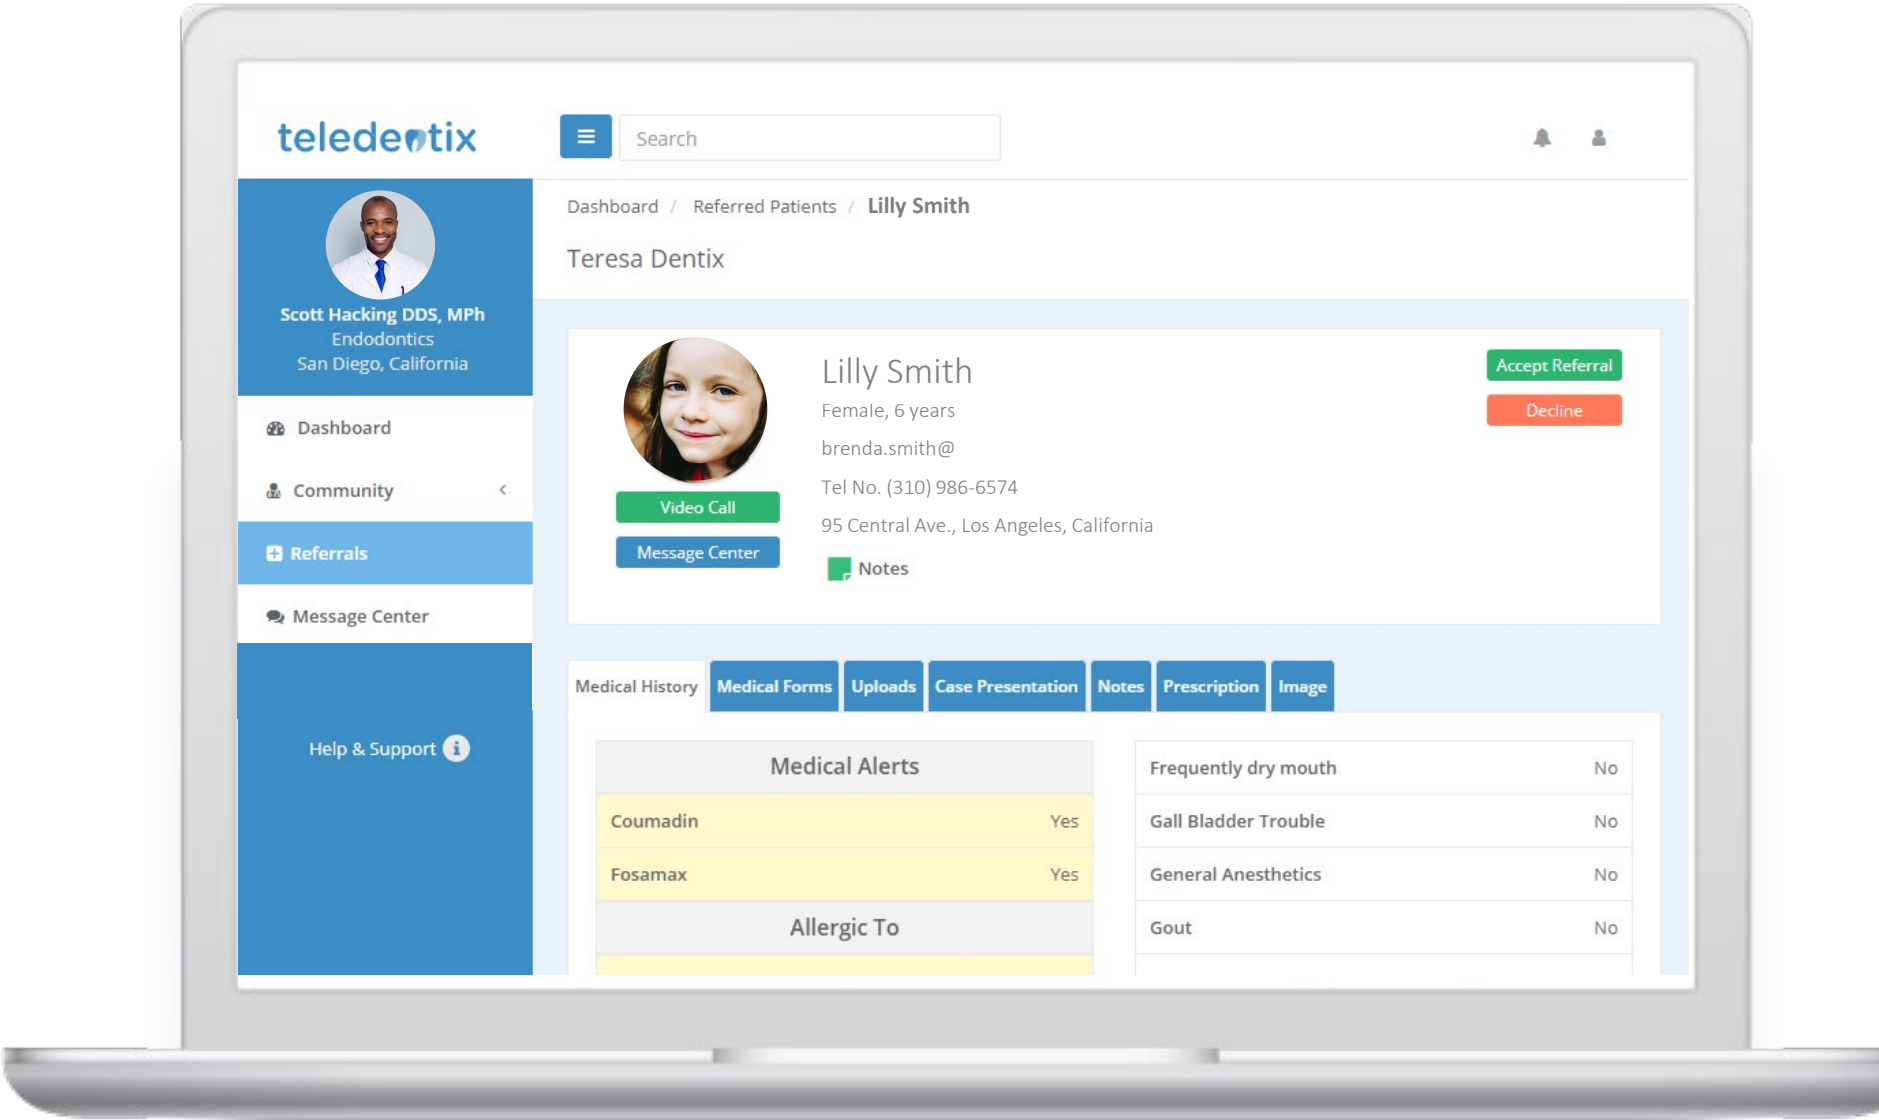 teledentix
Search
Scott Hacking DDS, MPh
Endodontics
San Diego, California
Dashboard
Community
Referrals
Message Center
Help & Support
Dashboard / Referred Patients / Lilly Smith
Teresa Dentix
Lilly Smith
Female, 6 years
brenda.smith@
Tel No. (310) 986-6574
95 Central Ave., Los Angeles, California
Notes
Video Call
Message Center
Accept Referral
Decline
Medical History Medical Forms Uploads Case Presentation Notes Prescription Image
Medical Alerts
Coumadin Yes
Fosamax Yes
Allergic To
Frequently dry mouth No
Gall Bladder Trouble No
General Anesthetics No
Gout No